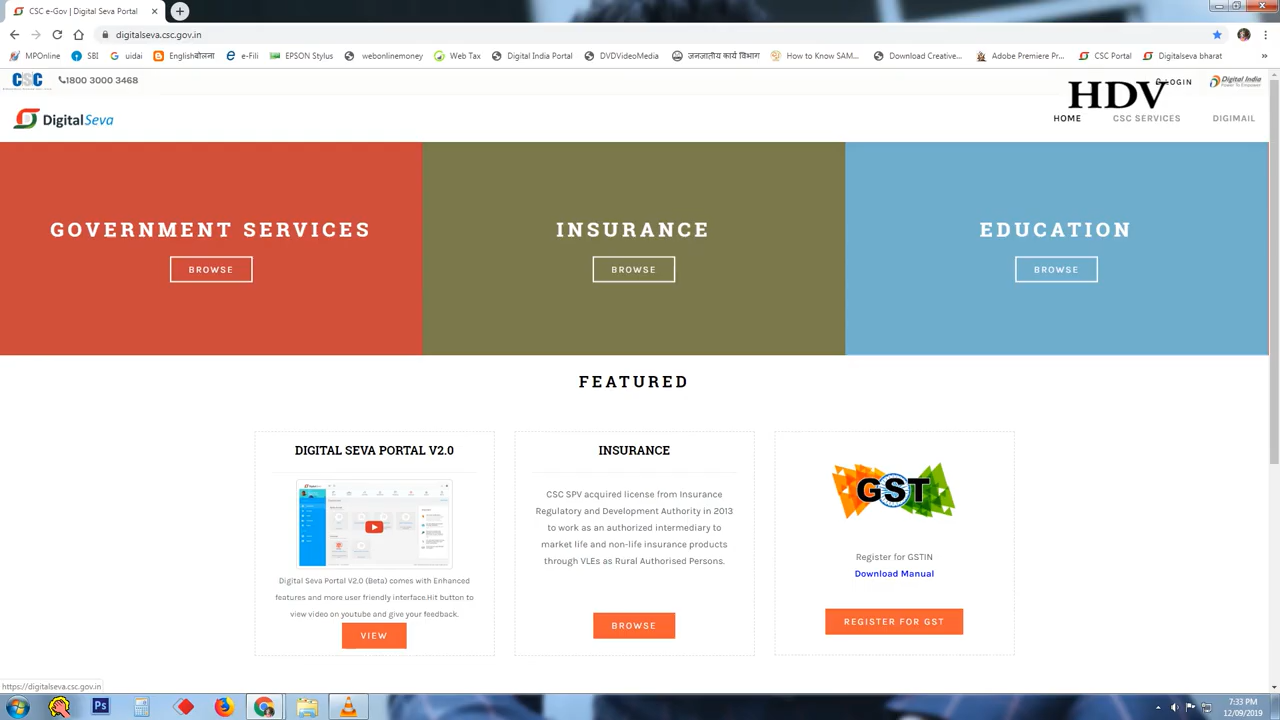 CSC e-Gov | Digital Seva Portal
digitalseva.csc.gov.in
MPOnline SBI uidai Englishबोलना e-Fili EPSON Stylus webonlinemoney Web Tax Digital India Portal DVDVideoMedia जनजातीय कार्य विभाग How to Know SAM... Download Creative... Adobe Premiere Pr... CSC Portal Digitalseva bharat
CSC 1800 3000 3468 LOGIN Digital India
HDV
DigitalSeva
HOME CSC SERVICES DIGIMAIL
GOVERNMENT SERVICES
BROWSE
INSURANCE
BROWSE
EDUCATION
BROWSE
FEATURED
DIGITAL SEVA PORTAL V2.0
Digital Seva Portal V2.0 (Beta) comes with Enhanced
features and more user friendly interface.Hit button to
view video on youtube and give your feedback.
VIEW
INSURANCE
CSC SPV acquired license from Insurance
Regulatory and Development Authority in 2013
to work as an authorized intermediary to
market life and non-life insurance products
through VLEs as Rural Authorised Persons.
BROWSE
GST
Register for GSTIN
Download Manual
REGISTER FOR GST
https://digitalseva.csc.gov.in
Ps
7:33 PM
12/09/2019